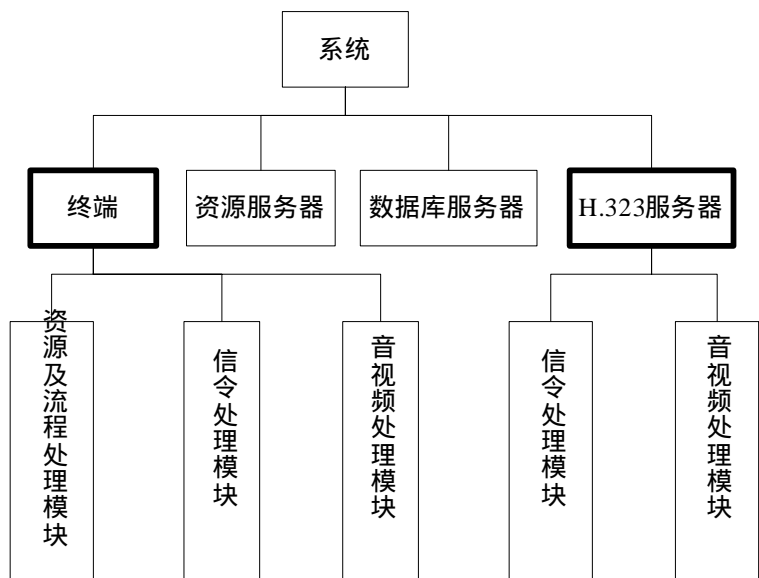 系统
终端
资源服务器
数据库服务器
H.323服务器
资源及流程处理模块
信令处理模块
音视频处理模块
信令处理模块
音视频处理模块